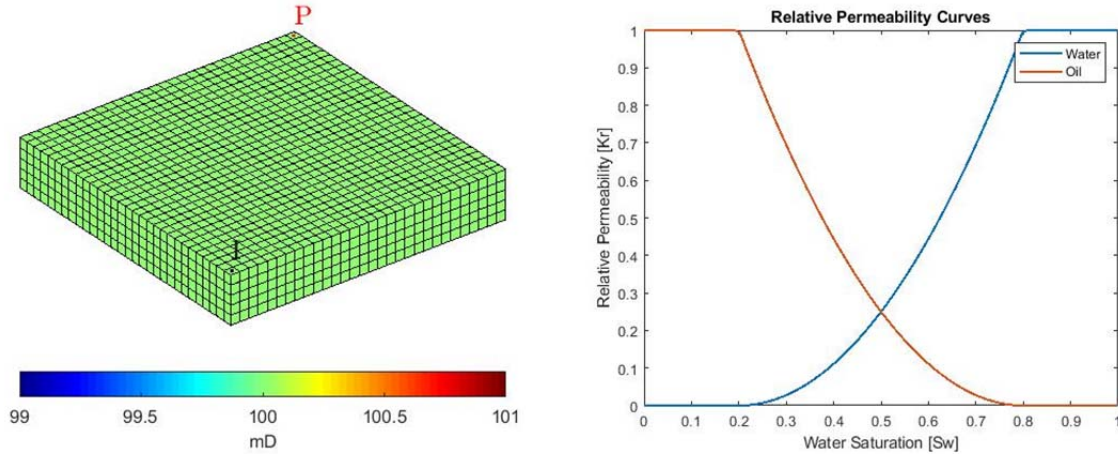 P
I
99 99.5 100 100.5 101
mD
Relative Permeability Curves
Relative Permeability [Kr]
1
0.9
0.8
0.7
0.6
0.5
0.4
0.3
0.2
0.1
0
Water
Oil
0 0.1 0.2 0.3 0.4 0.5 0.6 0.7 0.8 0.9 1
Water Saturation [Sw]